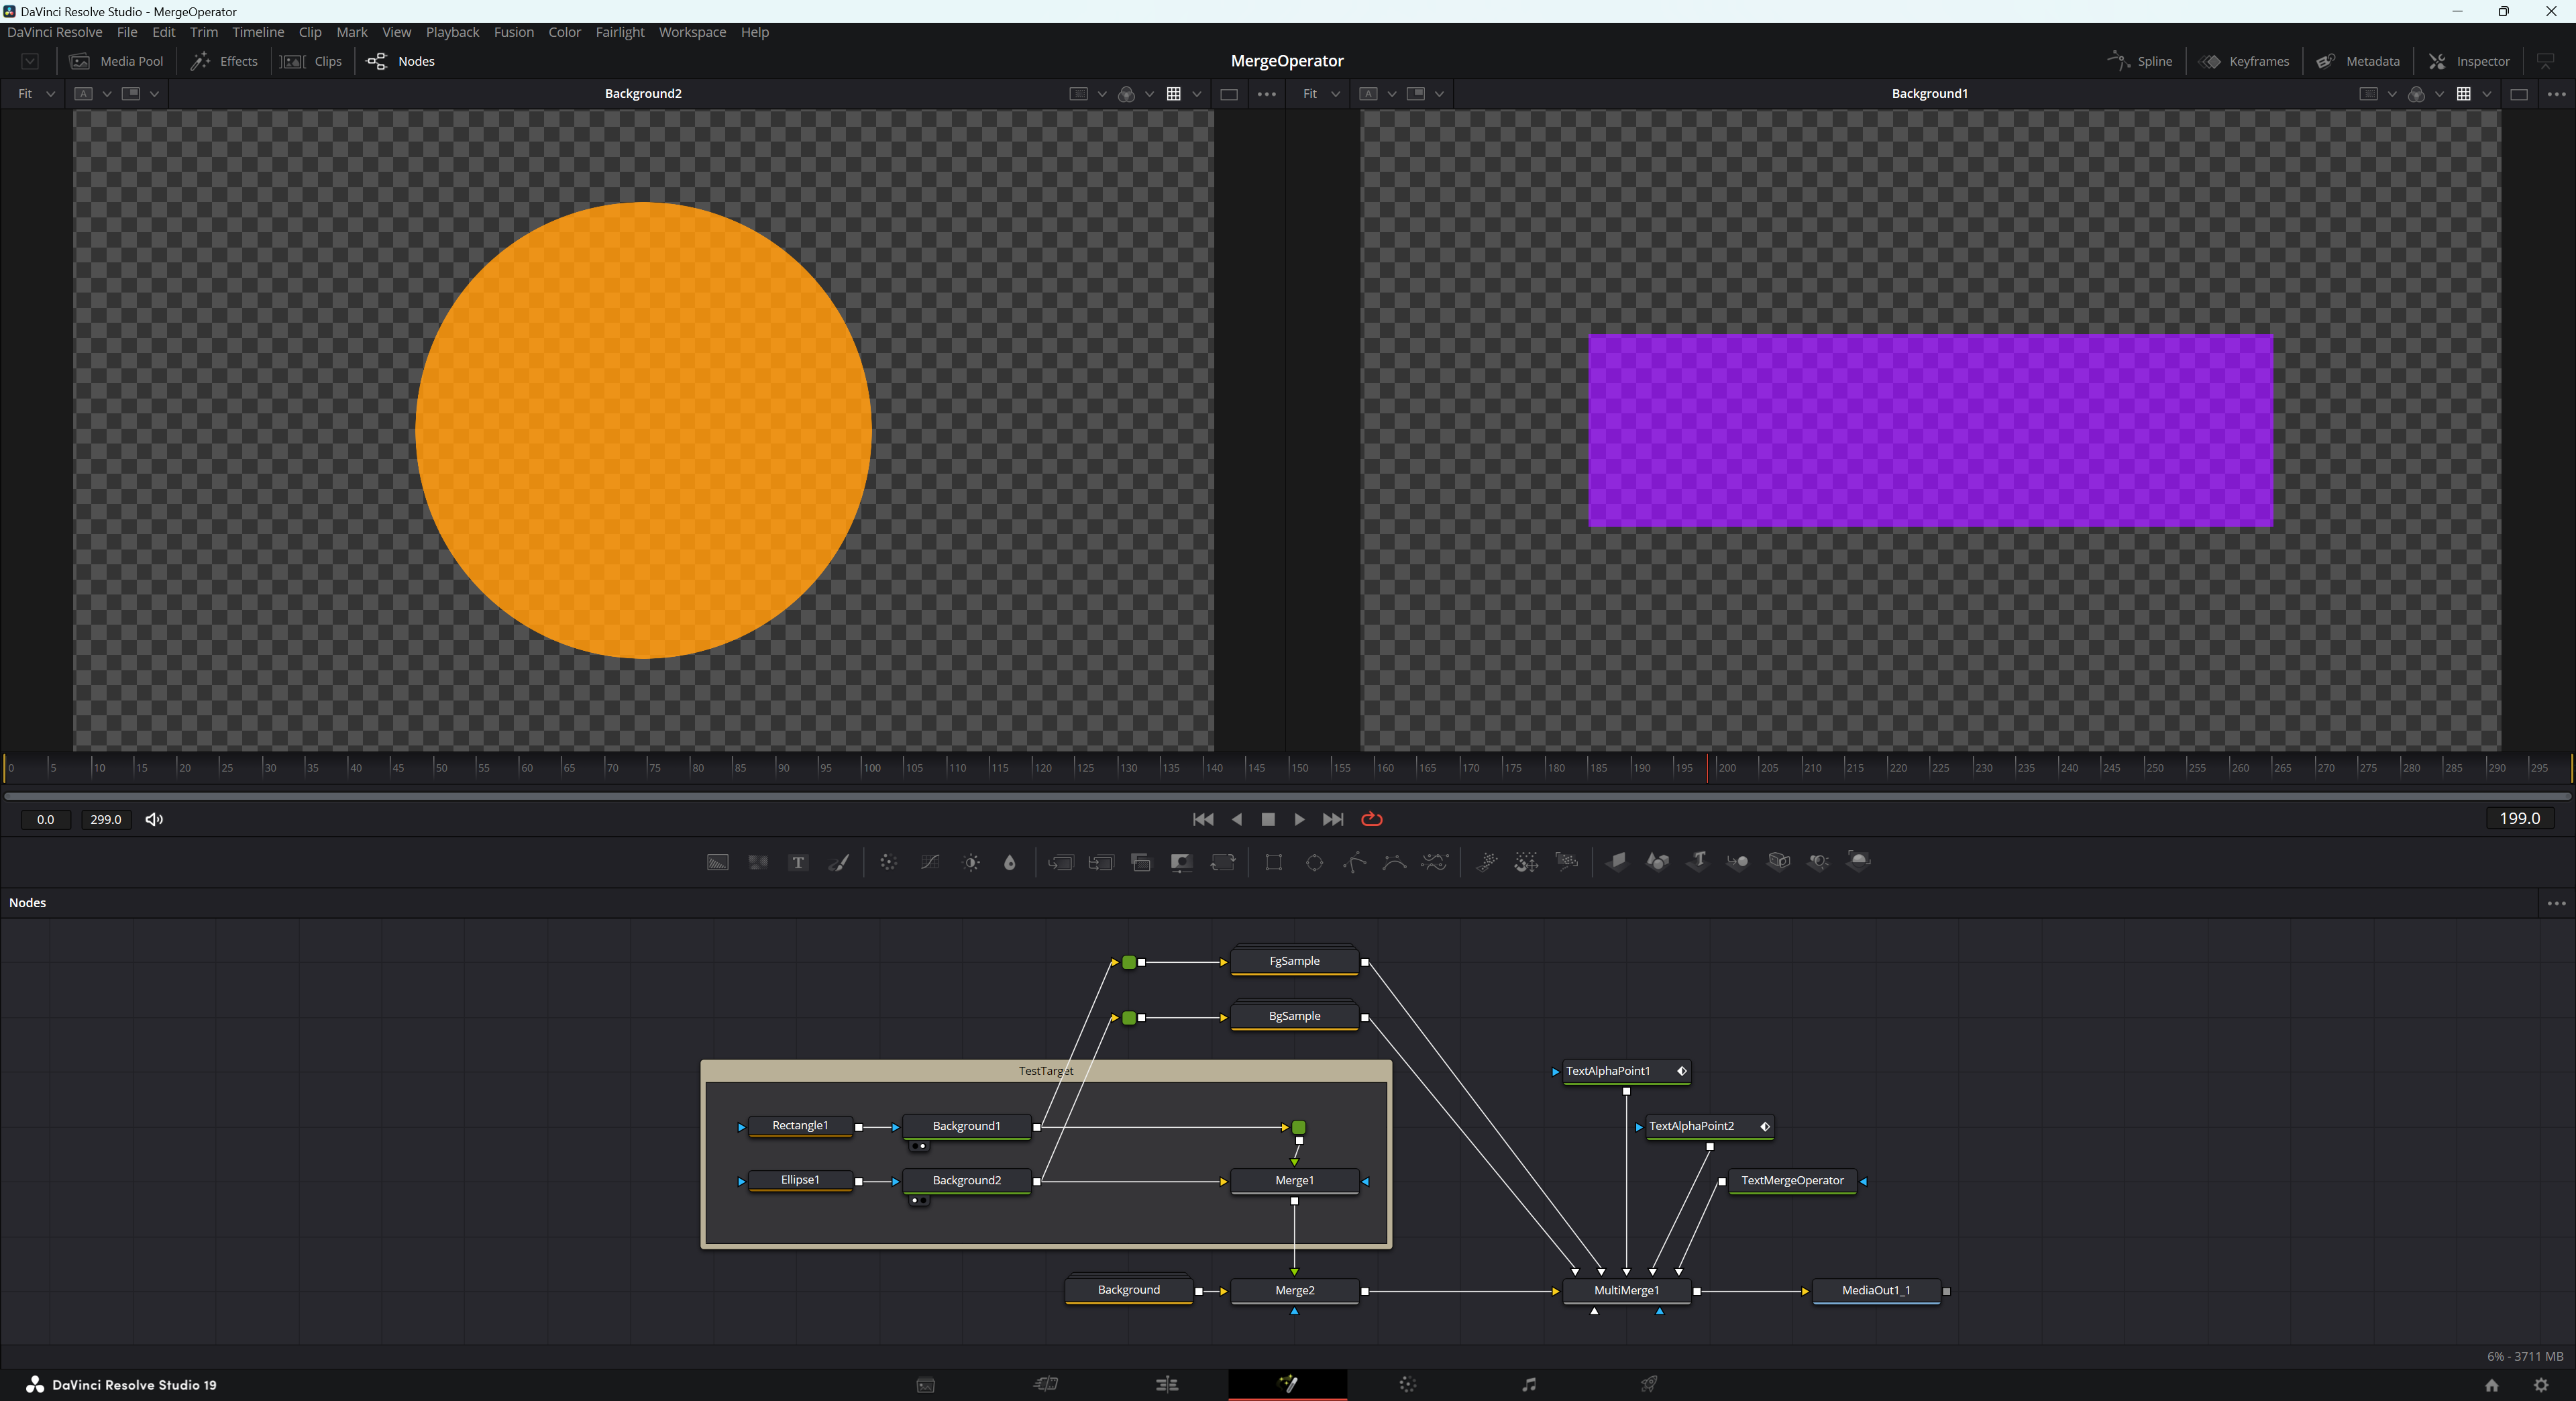 DaVinci Resolve Studio - MergeOperator
DaVinci Resolve File Edit Trim Timeline Clip Mark View Playback Fusion Color Fairlight Workspace Help
Media Pool Effects Clips Nodes MergeOperator Spline Keyframes Metadata Inspector
Fit A Background2 Fit A Background1
0 5 10 15 20 25 30 35 40 45 50 55 60 65 70 75 80 85 90 95 100 105 110 115 120 125 130 135 140 145 150 155 160 165 170 175 180 185 190 195 200 205 210 215 220 225 230 235 240 245 250 255 260 265 270 275 280 285 290 295
0.0 299.0 199.0
T T
Nodes
FgSample
BgSample
TestTarget TextAlphaPoint1
Rectangle1 Background1 TextAlphaPoint2
Ellipse1 Background2 Merge1 TextMergeOperator
Background Merge2 MultiMerge1 MediaOut1_1
6% - 3711 MB
DaVinci Resolve Studio 19